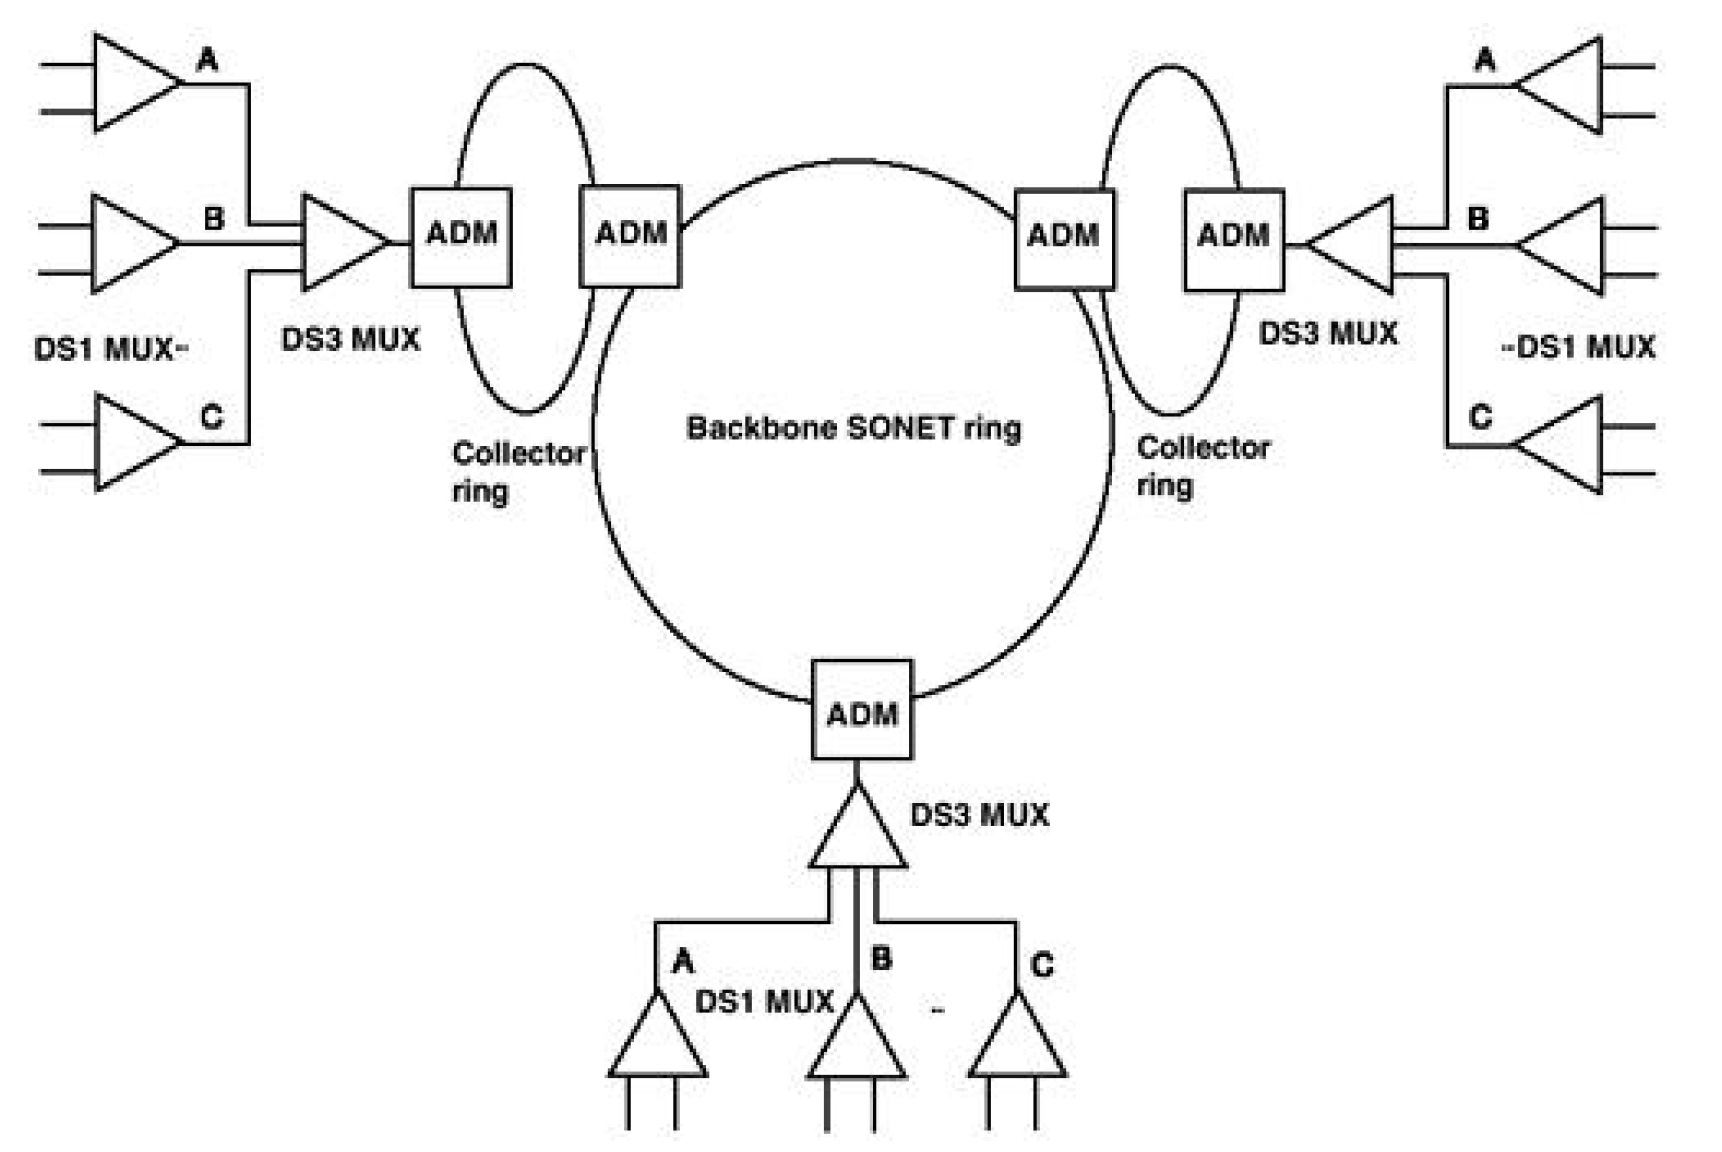 A
A
B
ADM
ADM
ADM
ADM
B
DS1 MUX--
DS3 MUX
DS3 MUX
--DS1 MUX
C
Backbone SONET ring
C
Collector
ring
Collector
ring
ADM
DS3 MUX
A
B
C
DS1 MUX
--